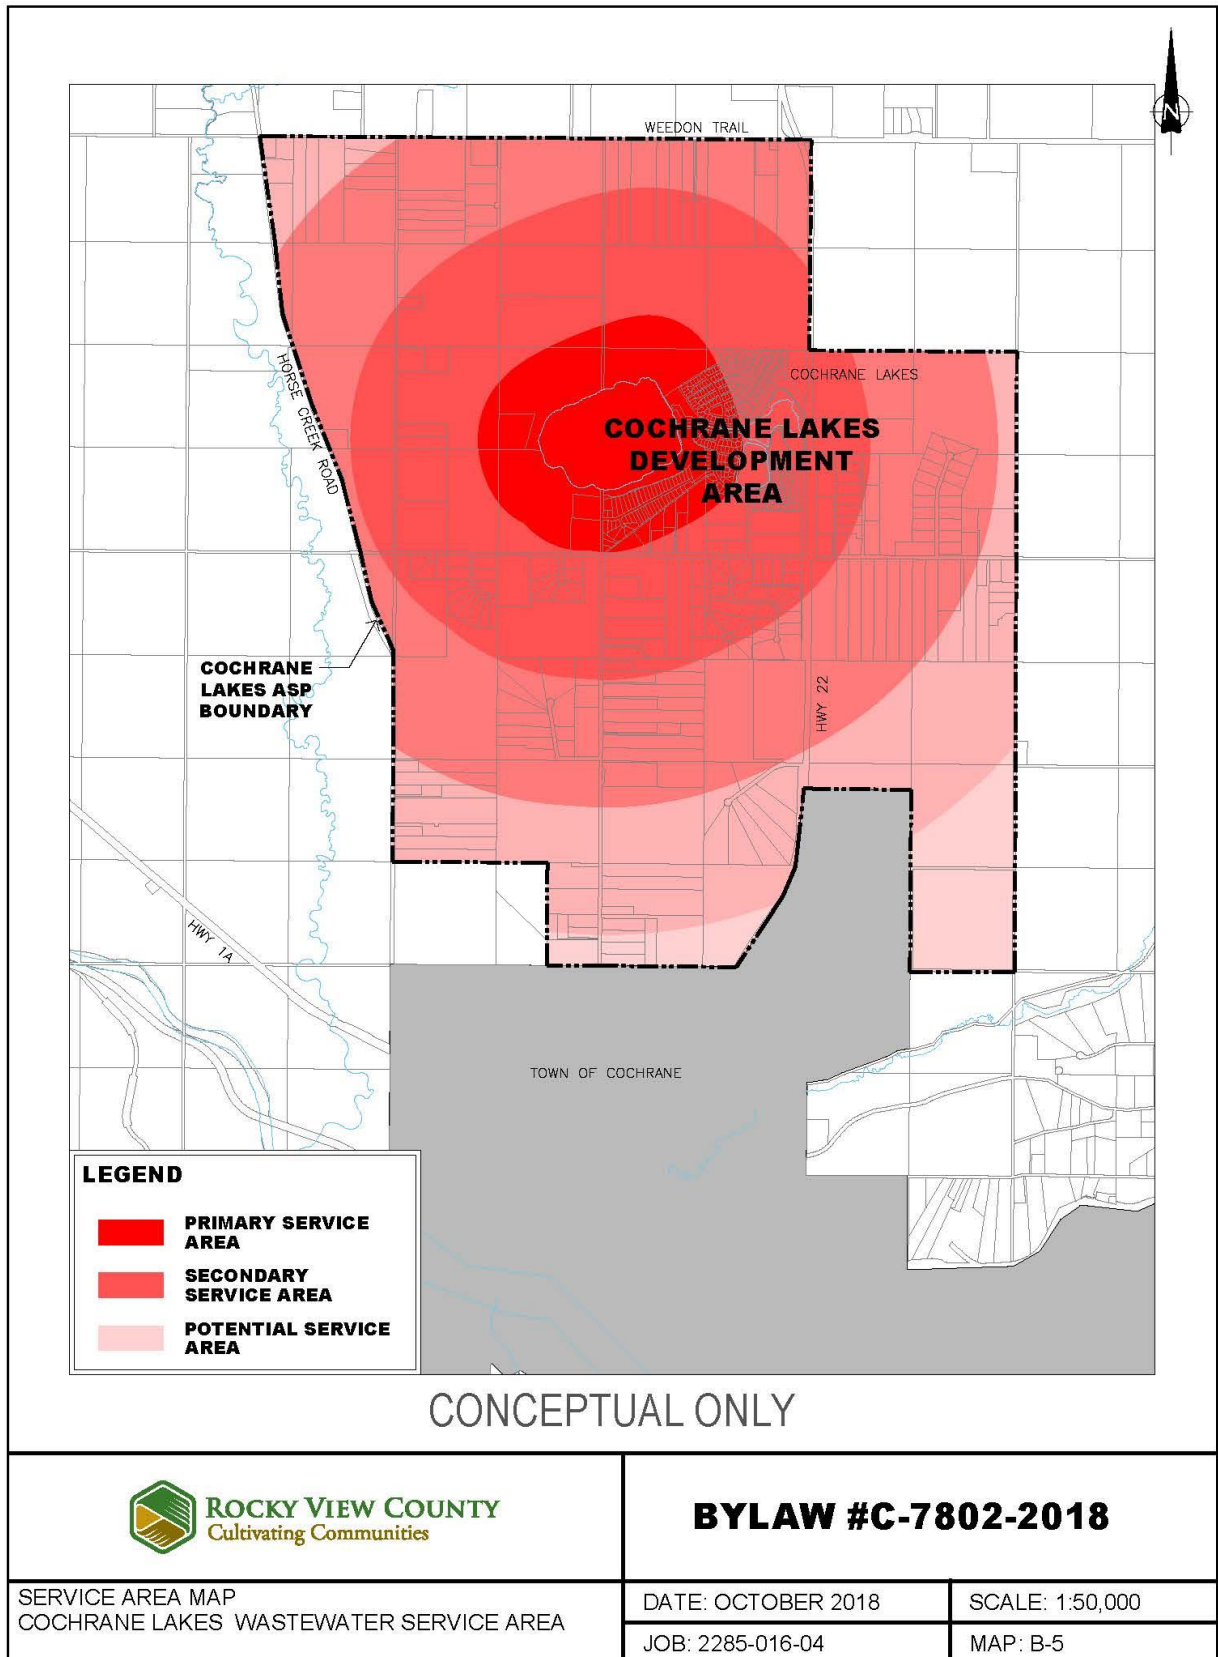 N
WEEDON TRAIL
HORSE CREEK ROAD
COCHRANE LAKES
COCHRANE LAKES
DEVELOPMENT
AREA
COCHRANE
LAKES ASP
BOUNDARY
HWY 22
HWY 1A
TOWN OF COCHRANE
LEGEND
PRIMARY SERVICE
AREA
SECONDARY
SERVICE AREA
POTENTIAL SERVICE
AREA
CONCEPTUAL ONLY
ROCKY VIEW COUNTY
Cultivating Communities
BYLAW #C-7802-2018
SERVICE AREA MAP
COCHRANE LAKES WASTEWATER SERVICE AREA
DATE: OCTOBER 2018
SCALE: 1:50,000
JOB: 2285-016-04
MAP: B-5